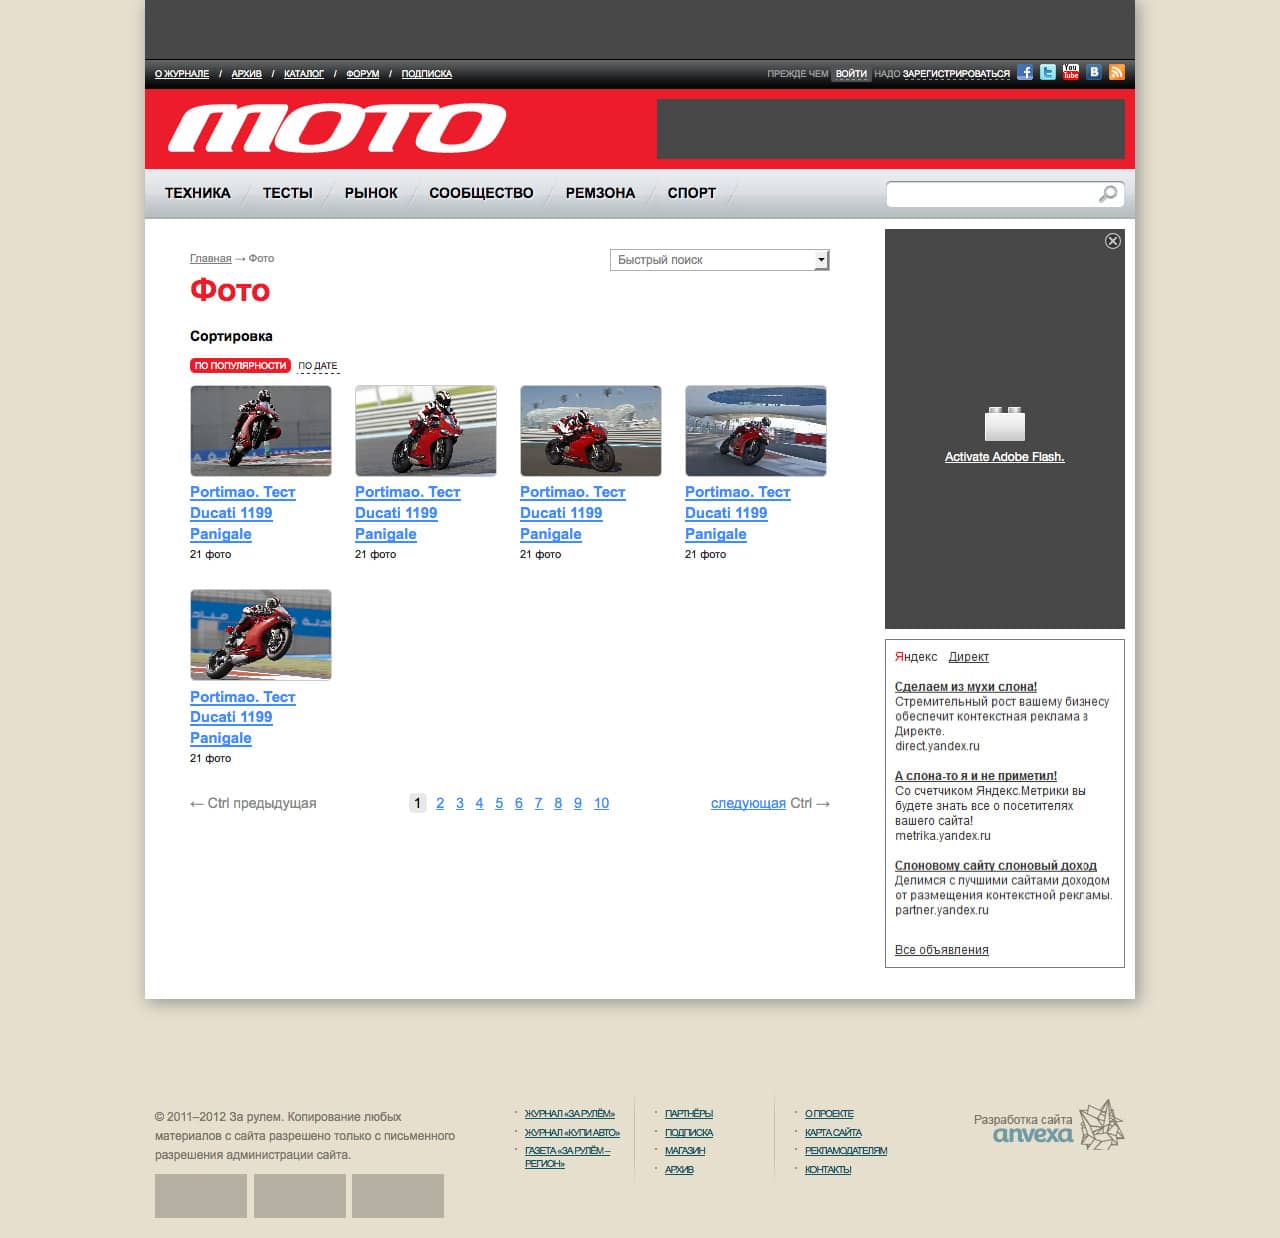 О ЖУРНАЛЕ / АРХИВ / КАТАЛОГ / ФОРУМ / ПОДПИСКА
ПРЕЖДЕ ЧЕМ ВОЙТИ НАДО ЗАРЕГИСТРИРОВАТЬСЯ
You Tube
B
МОТО
ТЕХНИКА ТЕСТЫ РЫНОК СООБЩЕСТВО РЕМЗОНА СПОРТ
Главная → Фото
Быстрый поиск
Фото
Сортировка
ПО ПОПУЛЯРНОСТИ ПО ДАТЕ
Portimao. Тест
Ducati 1199
Panigale
21 фото
Portimao. Тест
Ducati 1199
Panigale
21 фото
Portimao. Тест
Ducati 1199
Panigale
21 фото
Portimao. Тест
Ducati 1199
Panigale
21 фото
Portimao. Тест
Ducati 1199
Panigale
21 фото
← Ctrl предыдущая
1 2 3 4 5 6 7 8 9 10
следующая Ctrl →
Activate Adobe Flash.
Яндекс Директ
Сделаем из мухи слона!
Стремительный рост вашему бизнесу
обеспечит контекстная реклама в
Директе.
direct.yandex.ru
А слона-то я и не приметил!
Со счетчиком Яндекс.Метрики вы
будете знать все о посетителях
вашего сайта!
metrika.yandex.ru
Слоновому сайту слоновый доход
Делимся с лучшими сайтами доходом
от размещения контекстной рекламы.
partner.yandex.ru
Все объявления
© 2011–2012 За рулем. Копирование любых
материалов с сайта разрешено только с письменного
разрешения администрации сайта.
ЖУРНАЛ «ЗА РУЛЁМ»
ЖУРНАЛ «КУПИ АВТО»
ГАЗЕТА «ЗА РУЛЁМ –
РЕГИОН»
ПАРТНЁРЫ
ПОДПИСКА
МАГАЗИН
АРХИВ
О ПРОЕКТЕ
КАРТА САЙТА
РЕКЛАМОДАТЕЛЯМ
КОНТАКТЫ
Разработка сайта
anvexa